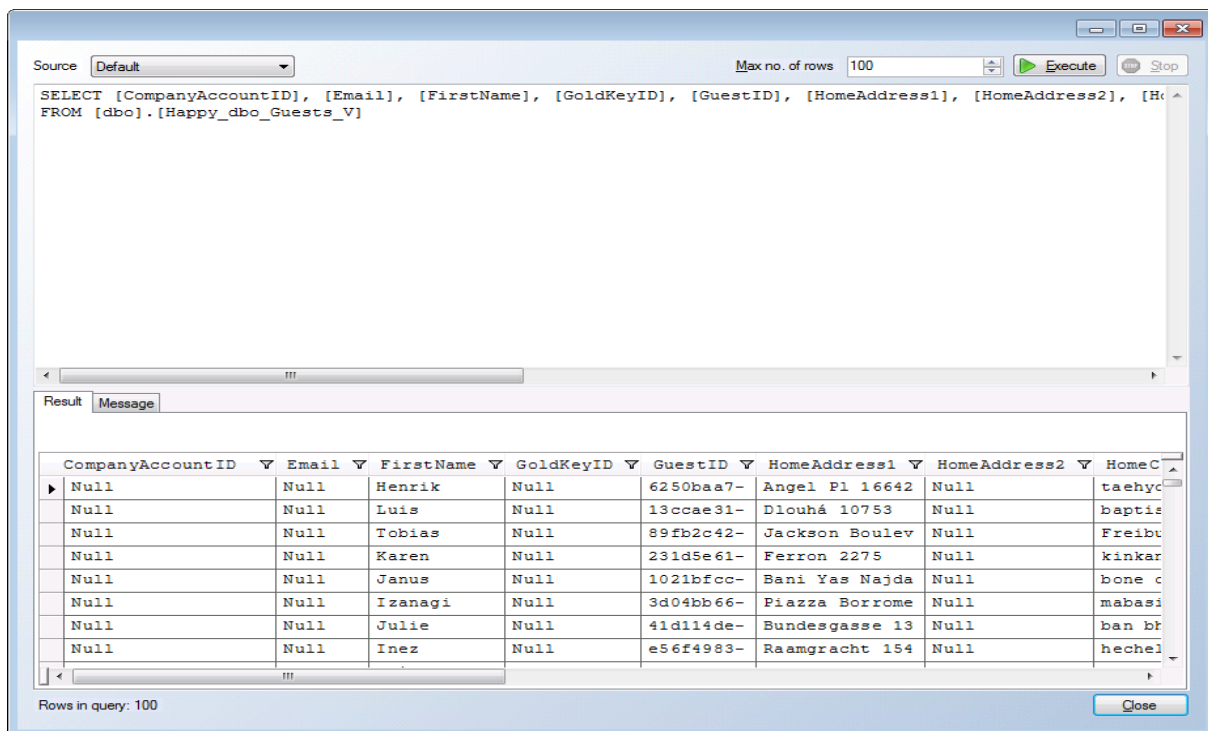 Source Default Max no. of rows 100 Execute STOP Stop
SELECT [CompanyAccountID], [Email], [FirstName], [GoldKeyID], [GuestID], [HomeAddress1], [HomeAddress2], [Ho
FROM [dbo].[Happy_dbo_Guests_V]
Result Message
CompanyAccountID Email FirstName GoldKeyID GuestID HomeAddress1 HomeAddress2 HomeC
Null Null Henrik Null 6250baa7- Angel Pl 16642 Null taehyo
Null Null Luis Null 13ccae31- Dlouhá 10753 Null baptis
Null Null Tobias Null 89fb2c42- Jackson Boulev Null Freibu
Null Null Karen Null 231d5e61- Ferron 2275 Null kinkar
Null Null Janus Null 1021bfcc- Bani Yas Najda Null bone c
Null Null Izanagi Null 3d04bb66- Piazza Borrome Null mabasi
Null Null Julie Null 41d114de- Bundesgasse 13 Null ban bh
Null Null Inez Null e56f4983- Raamgracht 154 Null hechel
Rows in query: 100 Close